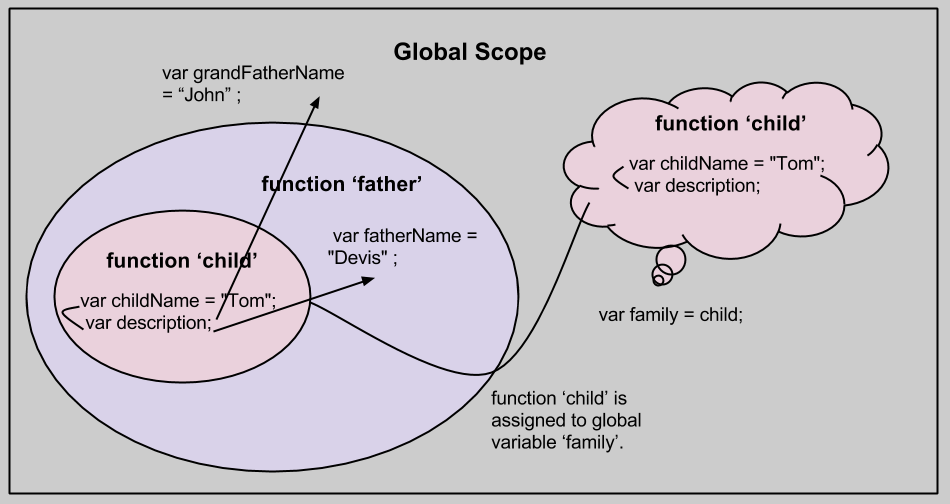 Global Scope
var grandFatherName
= “John” ;
function ‘father’
var fatherName =
"Devis" ;
function ‘child’
var childName = "Tom";
var description;
function ‘child’
var childName = "Tom";
var description;
var family = child;
function ‘child’ is
assigned to global
variable ‘family’.